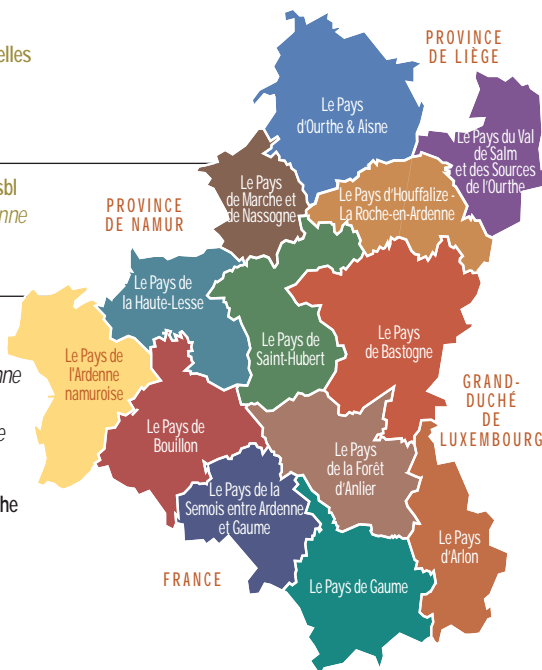 elles
sbl
nne
nne
e
he
PROVINCE
DE LIÈGE
Le Pays
d'Ourthe & Aisne
Le Pays du Val
de Salm
et des Sources
de l'Ourthe
Le Pays
de Marche et
de Nassogne
Le Pays d'Houffalize -
La Roche-en-Ardenne
PROVINCE
DE NAMUR
Le Pays de
la Haute-Lesse
Le Pays de
Saint-Hubert
Le Pays
de Bastogne
Le Pays de
l'Ardenne
namuroise
GRAND-
DUCHÉ
DE
LUXEMBOURG
Le Pays de
Bouillon
Le Pays
de la Forêt
d'Anlier
Le Pays de la
Semois entre Ardenne
et Gaume
Le Pays
d'Arlon
FRANCE
Le Pays de Gaume